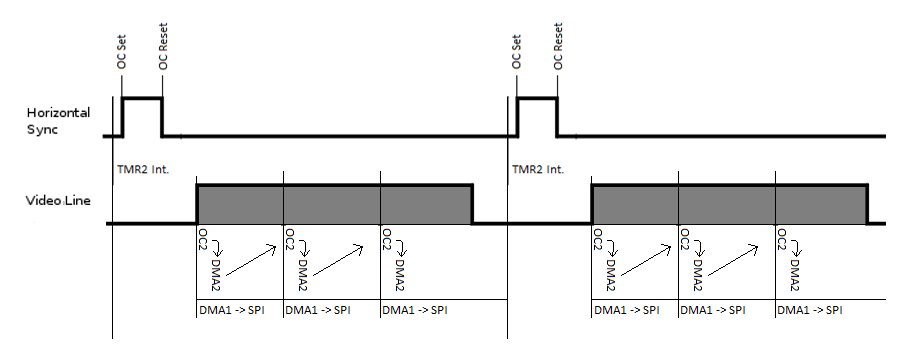 OC Set
OC Reset
OC Set
OC Reset
Horizontal
Sync
TMR2 Int.
TMR2 Int.
Video Line
OC2
DMA2
OC2
DMA2
OC2
DMA2
OC2
DMA2
OC2
DMA2
OC2
DMA2
DMA1 -> SPI
DMA1 -> SPI
DMA1 -> SPI
DMA1 -> SPI
DMA1 -> SPI
DMA1 -> SPI